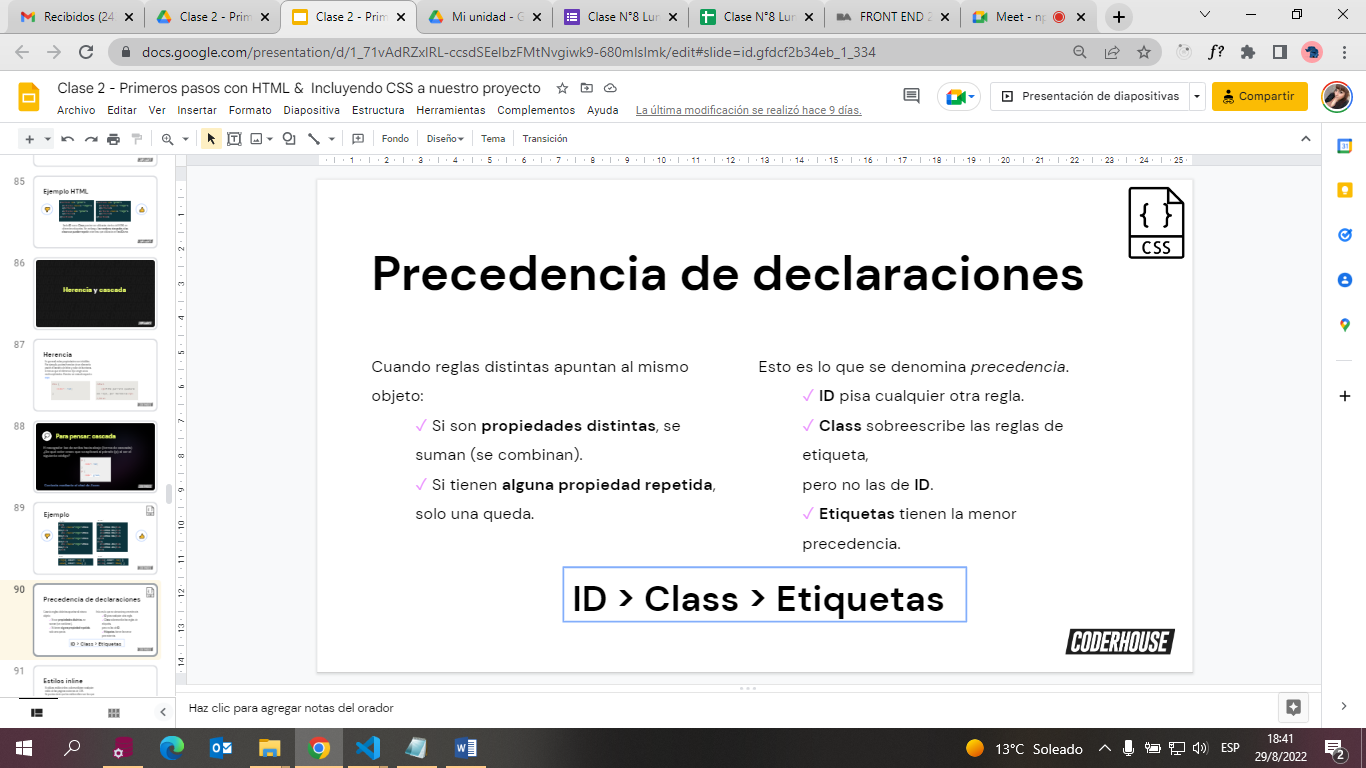 Recibidos (24
Clase 2 - Prim
Clase 2 - Prim
Mi unidad - G
Clase N°8 Lun
Clase N°8 Lun
FRONT END 2
Meet - np
docs.google.com/presentation/d/1_71vAdRZxIRL-ccsdSEelbzFMtNvgiwk9-680mlsImk/edit#slide=id.gfdcf2b34eb_1_334
Clase 2 - Primeros pasos con HTML & Incluyendo CSS a nuestro proyecto
Archivo Editar Ver Insertar Formato Diapositiva Estructura Herramientas Complementos Ayuda
La última modificación se realizó hace 9 días.
Presentación de diapositivas
Compartir
Fondo Diseño Tema Transición
85
Ejemplo HTML
86
Herencia y cascada
87
Herencia
88
Para pensar: cascada
89
Ejemplo
90
Precedencia de declaraciones
ID > Class > Etiquetas
91
Estilos inline
CSS
Precedencia de declaraciones
Cuando reglas distintas apuntan al mismo
objeto:
✓ Si son propiedades distintas, se
suman (se combinan).
✓ Si tienen alguna propiedad repetida,
solo una queda.
Esto es lo que se denomina precedencia.
✓ ID pisa cualquier otra regla.
✓ Class sobreescribe las reglas de
etiqueta,
pero no las de ID.
✓ Etiquetas tienen la menor
precedencia.
ID > Class > Etiquetas
CODERHOUSE
Haz clic para agregar notas del orador
13°C Soleado
ESP
18:41
29/8/2022
2